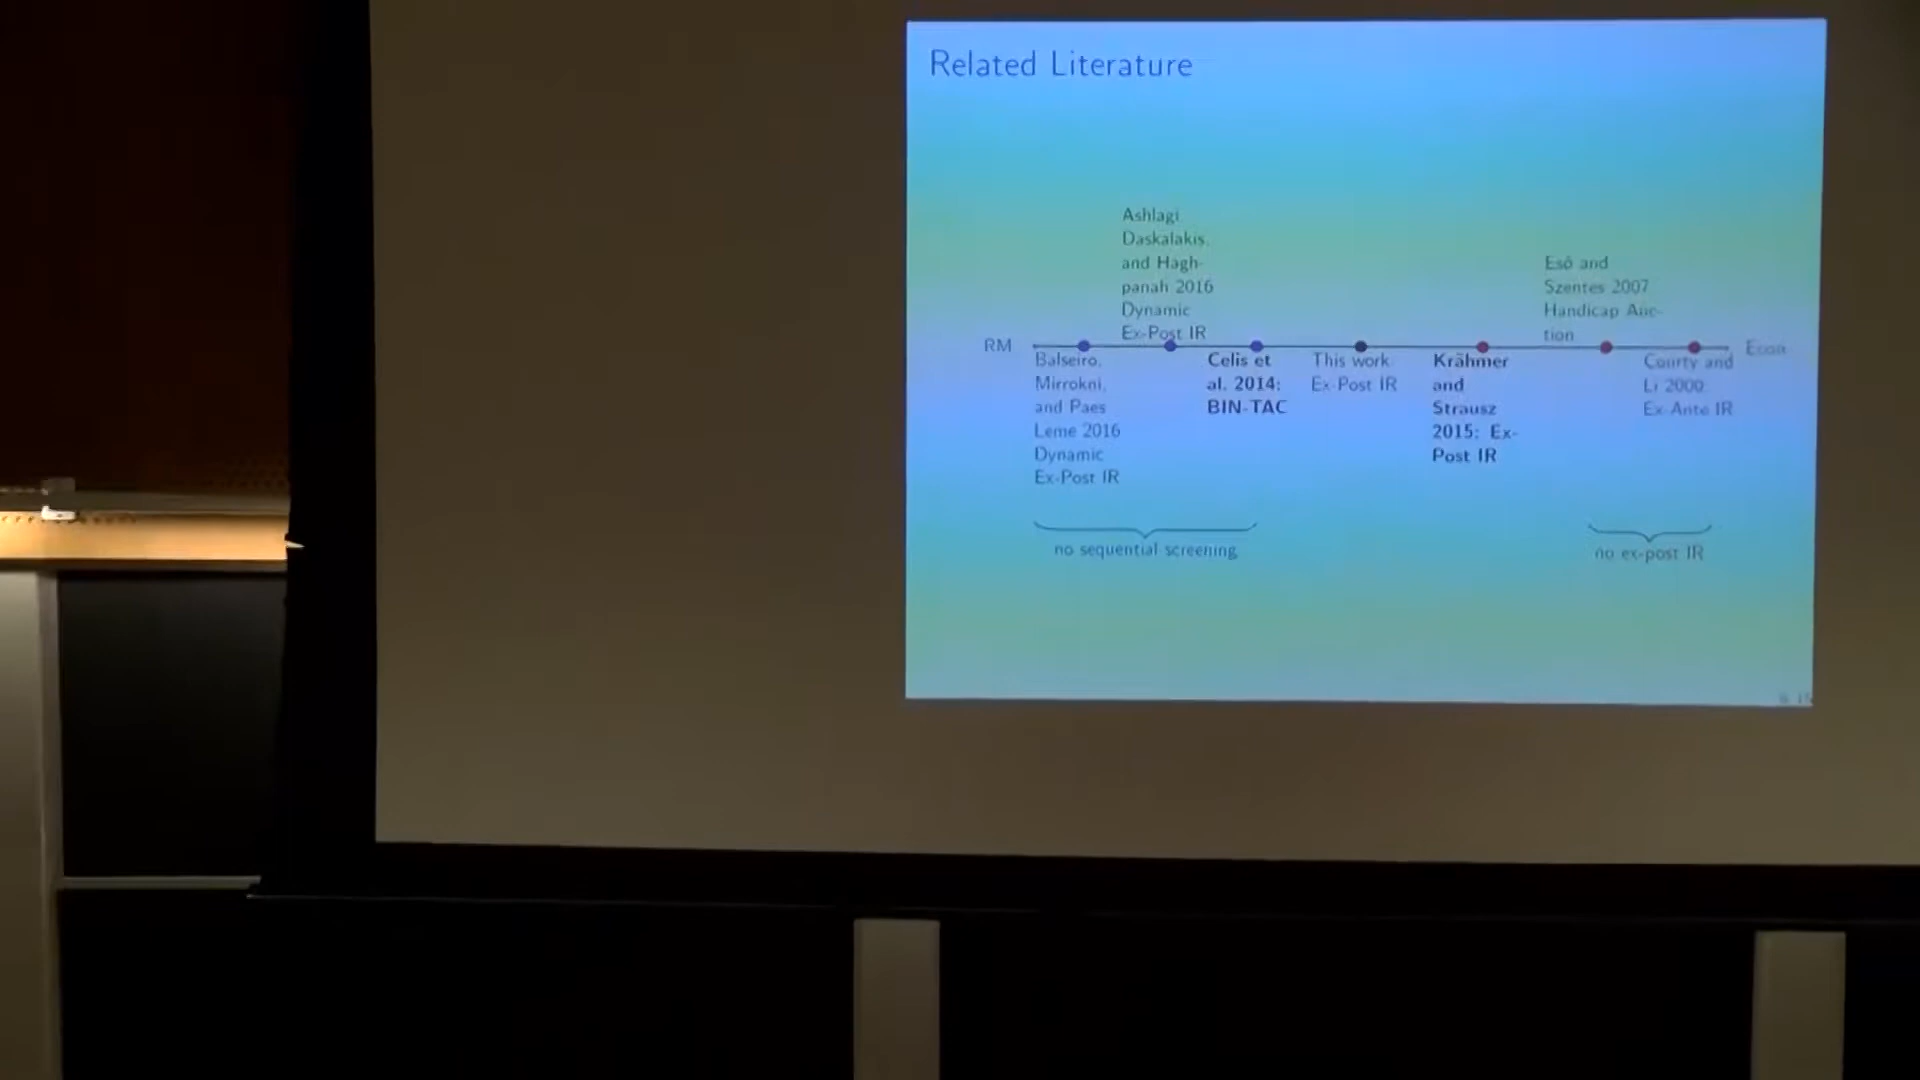 Related Literature
Ashlagi
Daskalakis,
and Hagh-
panah 2016
Dynamic
Ex-Post IR
Esö and
Szentes 2007
Handicap Auc-
tion
RM
Econ
Balseiro,
Mirrokni,
and Paes
Leme 2016
Dynamic
Ex-Post IR
Celis et
al. 2014:
BIN-TAC
This work
Ex-Post IR
Krähmer
and
Strausz
2015: Ex-
Post IR
Courty and
Li 2000
Ex-Ante IR
no sequential screening
no ex-post IR